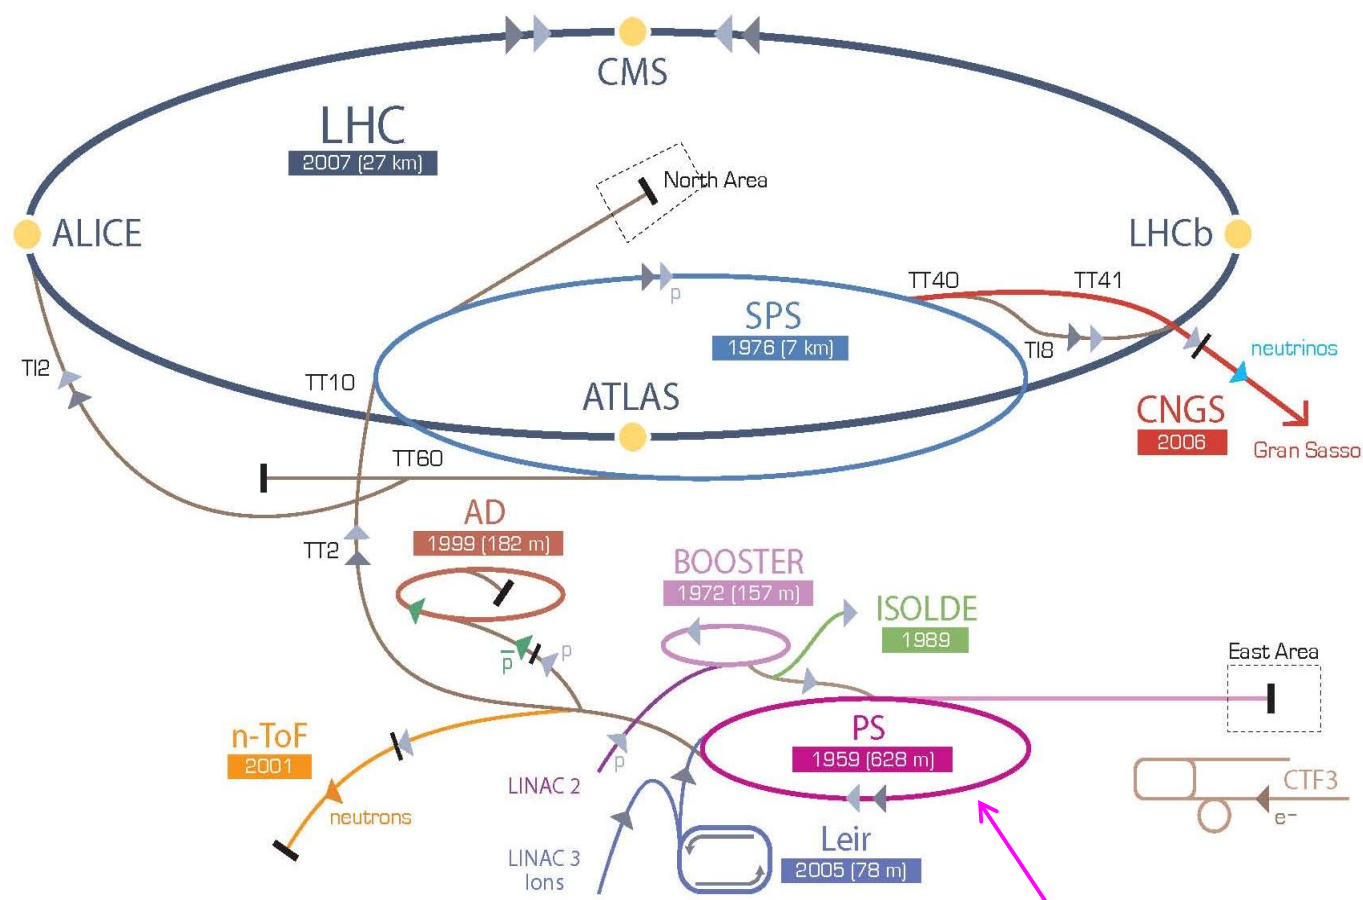 CMS
LHC
2007 (27 km)
North Area
ALICE
LHCb
TT40
TT41
p
SPS
1976 (7 km)
TI8
neutrinos
TI2
TT10
ATLAS
CNGS
2006
Gran Sasso
TT60
AD
1999 (182 m)
TT2
BOOSTER
1972 (157 m)
ISOLDE
1989
p
p
East Area
n-ToF
2001
PS
1959 (628 m)
p
LINAC 2
neutrons
CTF3
e-
LINAC 3
Ions
Leir
2005 (78 m)